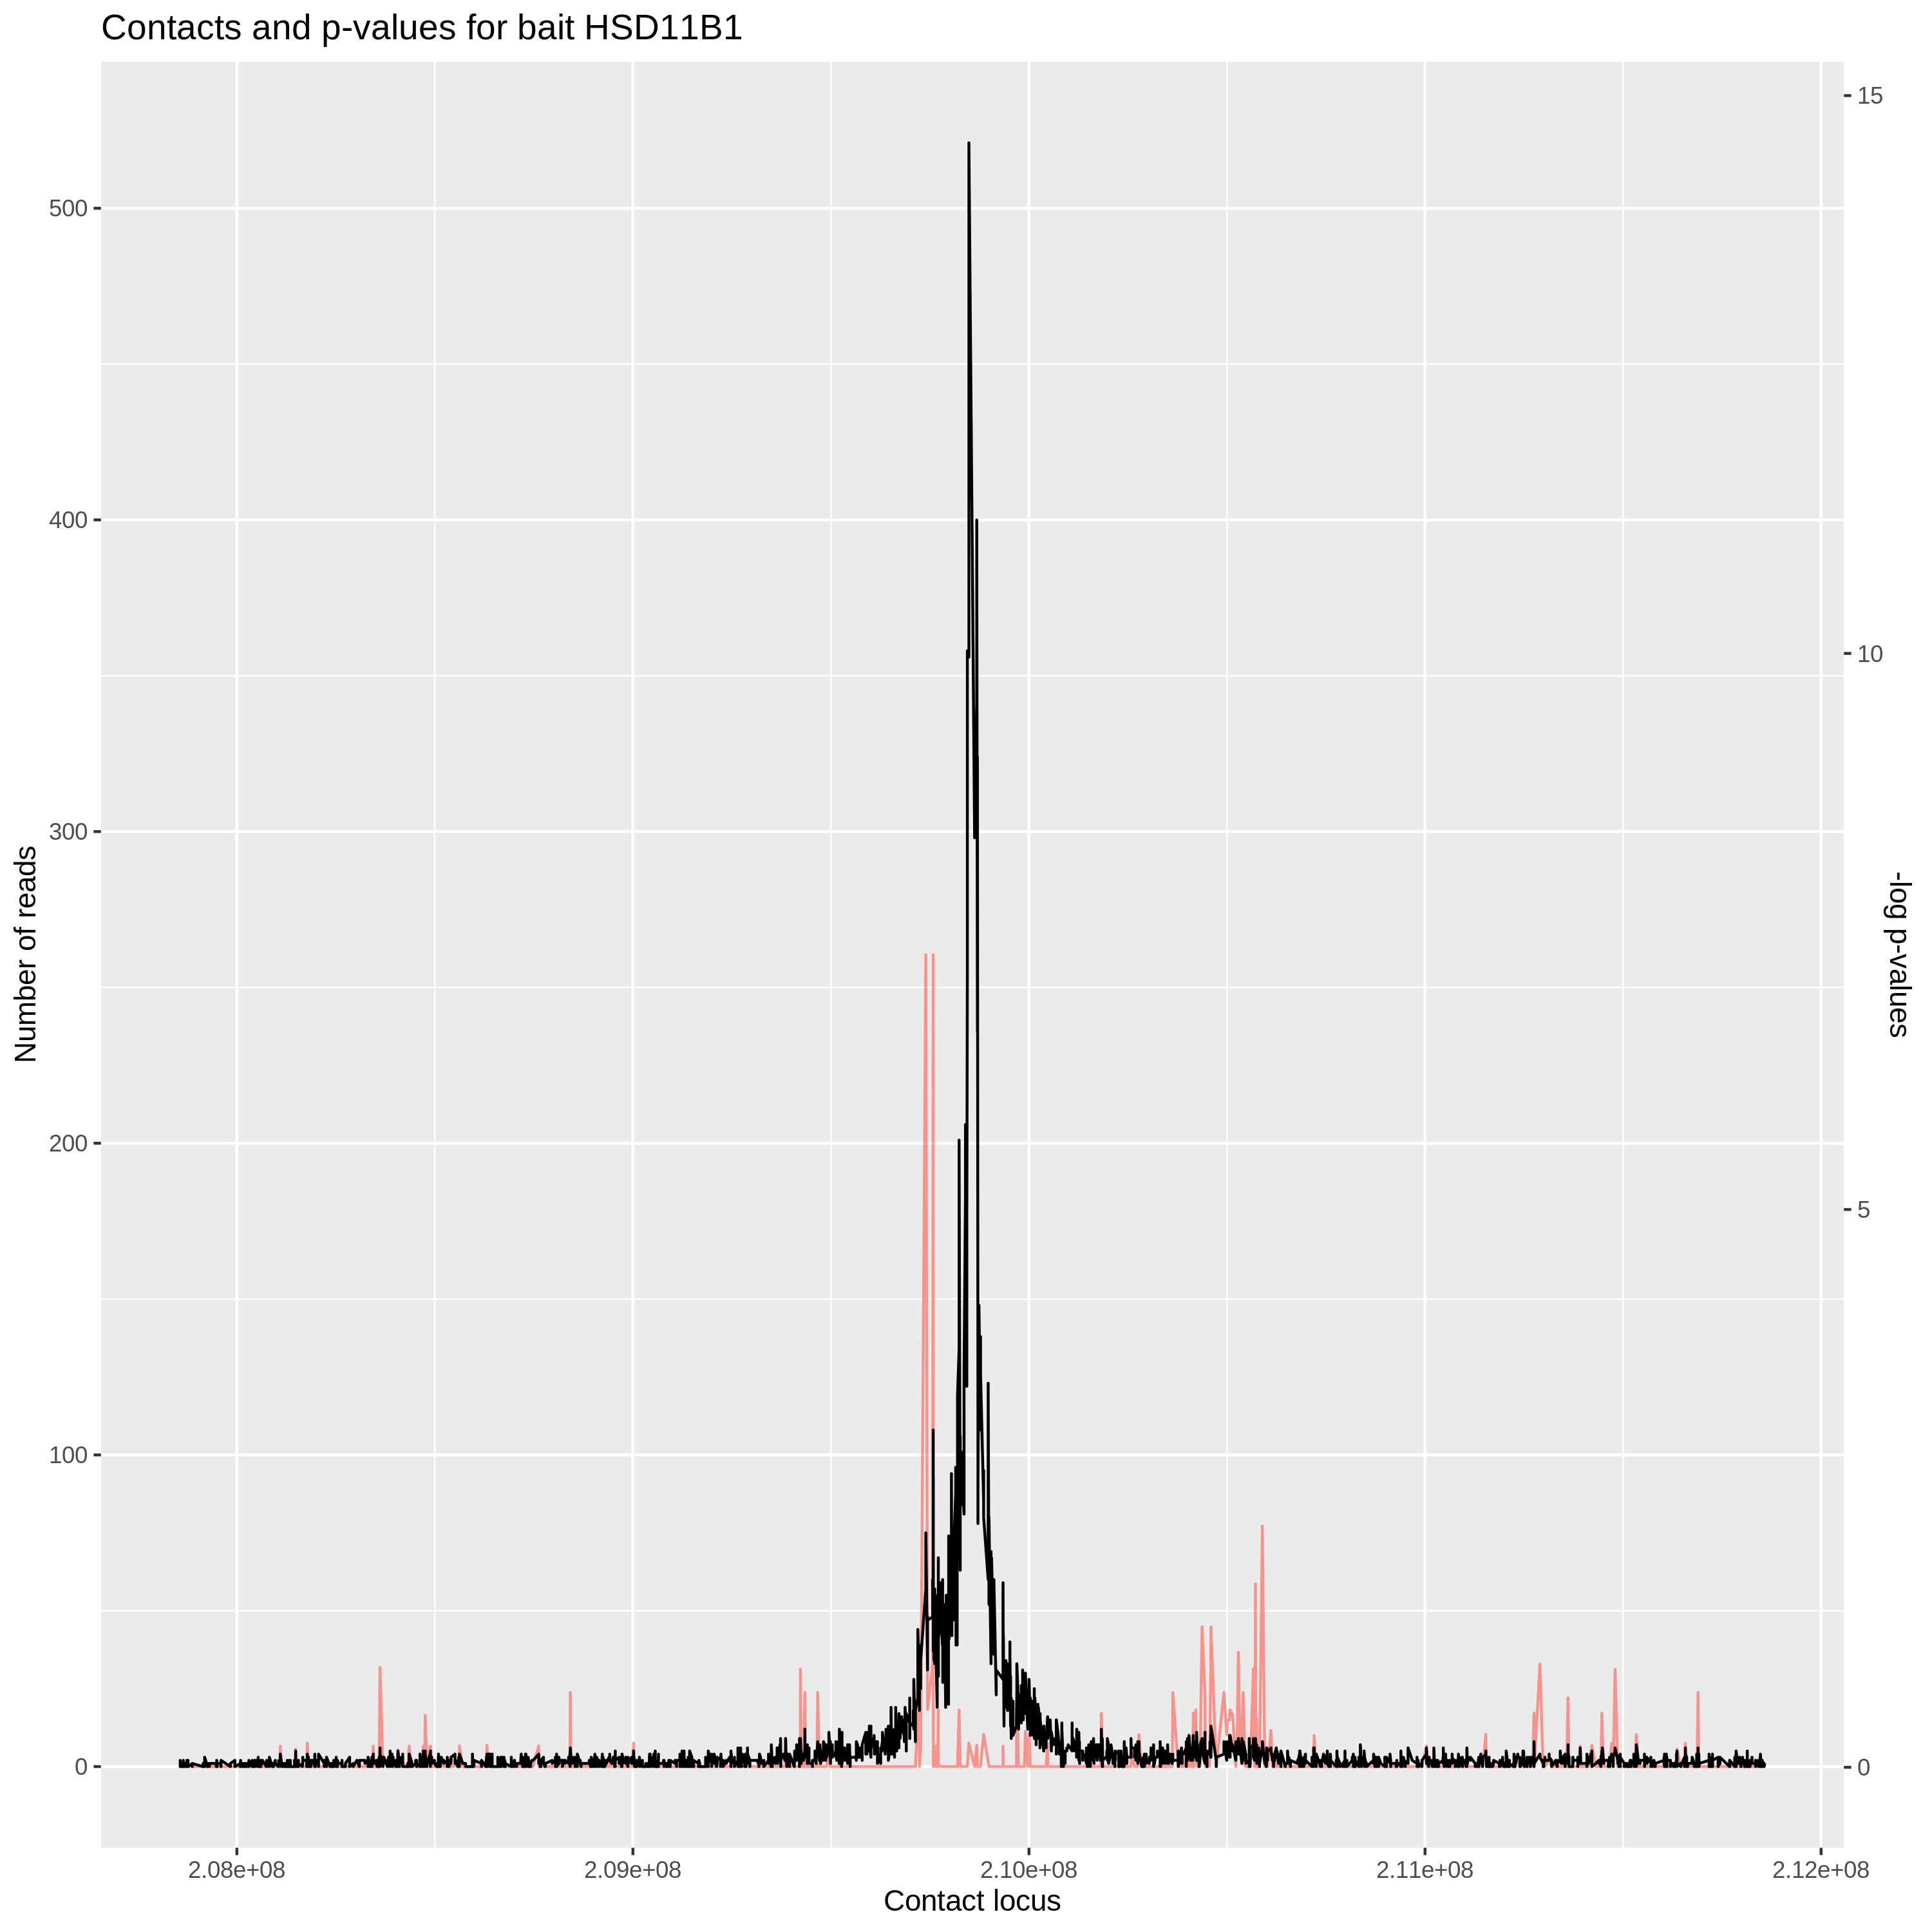 Contacts and p-values for bait HSD11B1
15
500
400
10
300
Number of reads
-log p-values
200
5
100
0
0
2.08e+08
2.09e+08
2.10e+08
2.11e+08
2.12e+08
Contact locus